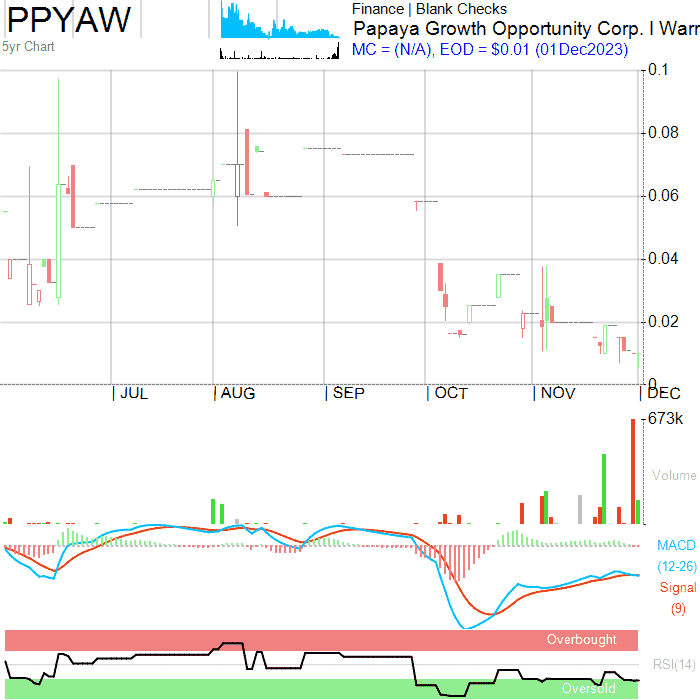 PPYAW
5yr Chart
Finance | Blank Checks
Papaya Growth Opportunity Corp. I Warr
MC = (N/A), EOD = $0.01 (01Dec2023)
0.1
0.08
0.06
0.04
0.02
0
JUL
AUG
SEP
OCT
NOV
DEC
673k
Volume
MACD
(12-26)
Signal
(9)
Overbought
RSI(14)
Oversold